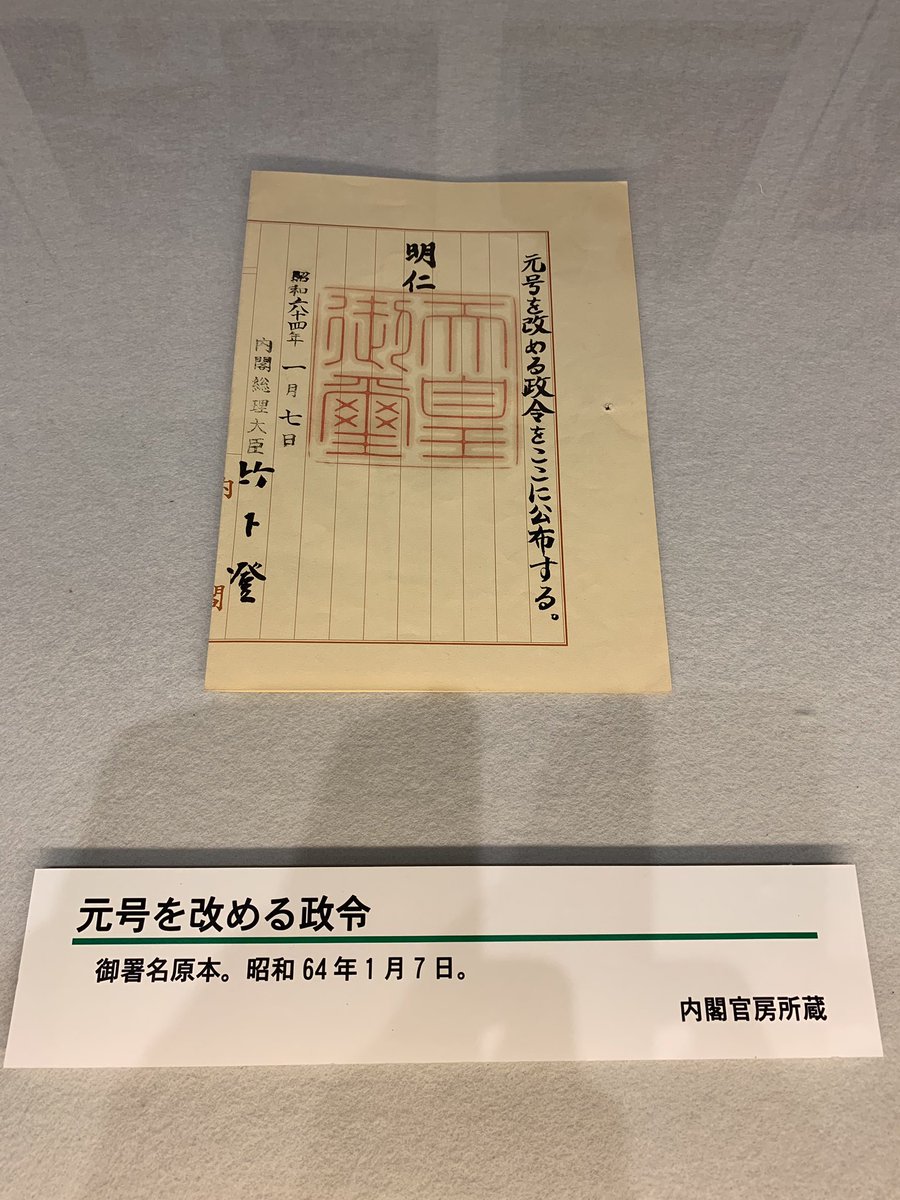 元号を改める政令をここに公布する。
明仁
天皇
御璽
昭和六十四年一月七日
内閣総理大臣 竹下登
内閣
元号を改める政令
御署名原本。昭和64年1月7日。
内閣官房所蔵